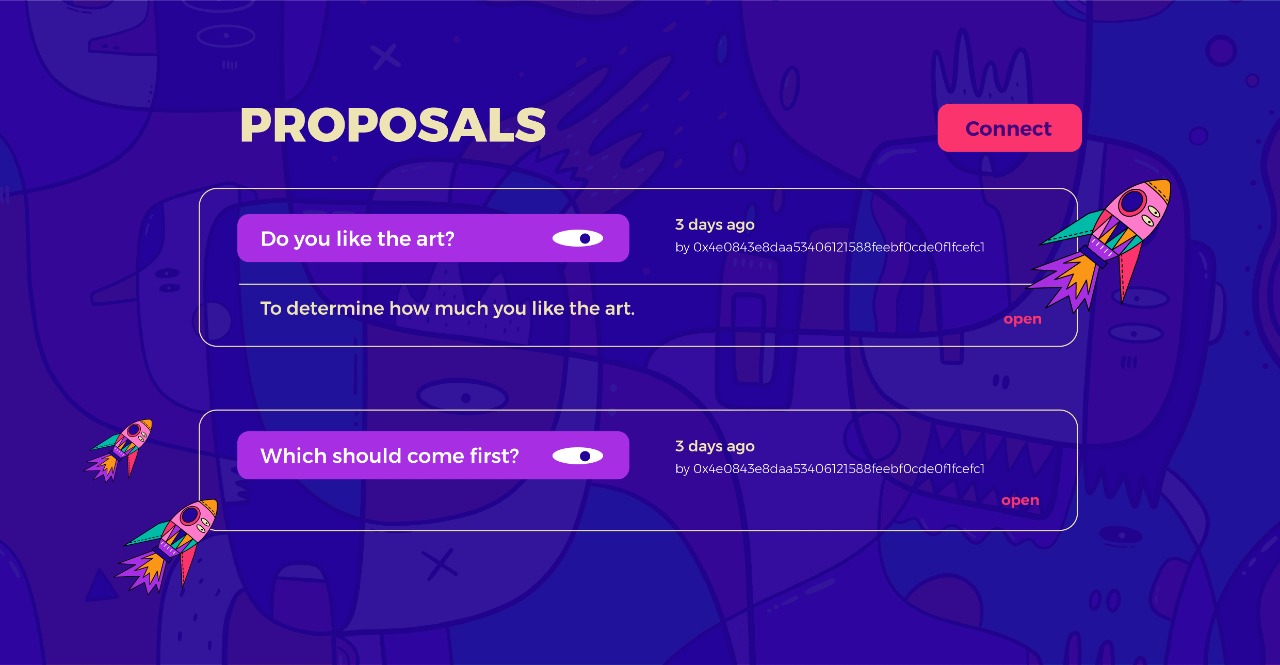 PROPOSALS
Connect
Do you like the art?
3 days ago
by 0x4e0843e8daa53406121588feebf0cde0f1fcefc1
To determine how much you like the art.
open
Which should come first?
3 days ago
by 0x4e0843e8daa53406121588feebf0cde0f1fcefc1
open